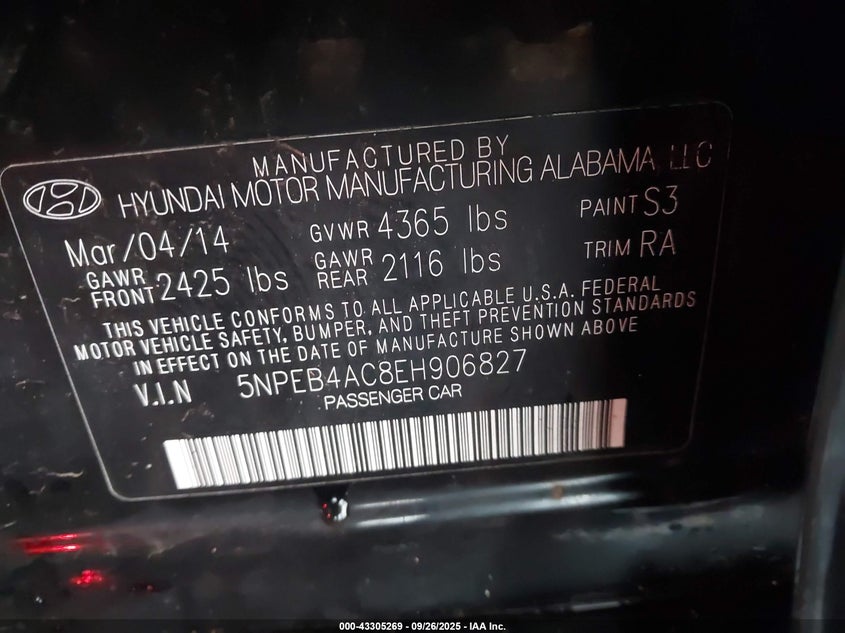 MANUFACTURED BY
HYUNDAI MOTOR MANUFACTURING ALABAMA, LLC
Mar/04/14 GVWR 4365 lbs PAINT S3
GAWR FRONT 2425 lbs GAWR REAR 2116 lbs TRIM RA
THIS VEHICLE CONFORMS TO ALL APPLICABLE U.S.A. FEDERAL
MOTOR VEHICLE SAFETY, BUMPER, AND THEFT PREVENTION STANDARDS
IN EFFECT ON THE DATE OF MANUFACTURE SHOWN ABOVE
V.I.N 5NPEB4AC8EH906827
PASSENGER CAR
000-43305269 - 09/26/2025 - IAA Inc.